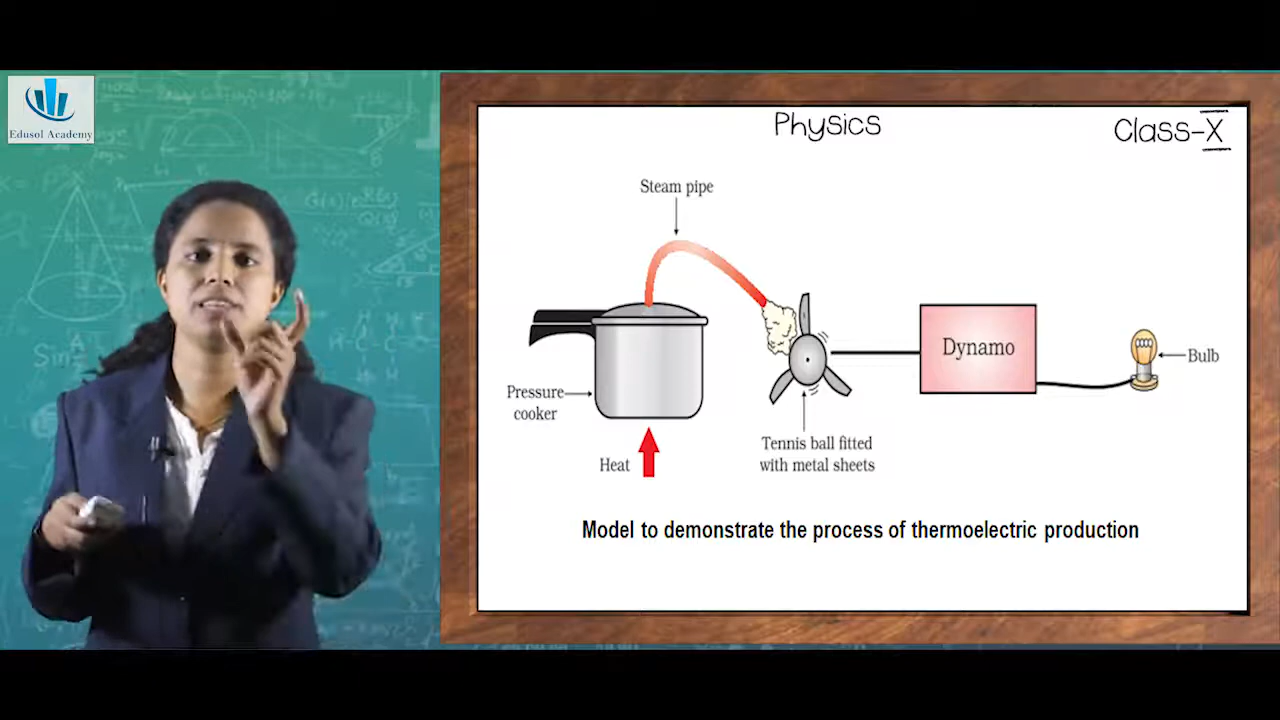 Edusol Academy
Physics
Class-X
Steam pipe
Dynamo
Bulb
Pressure
cooker
Tennis ball fitted
with metal sheets
Heat
Model to demonstrate the process of thermoelectric production